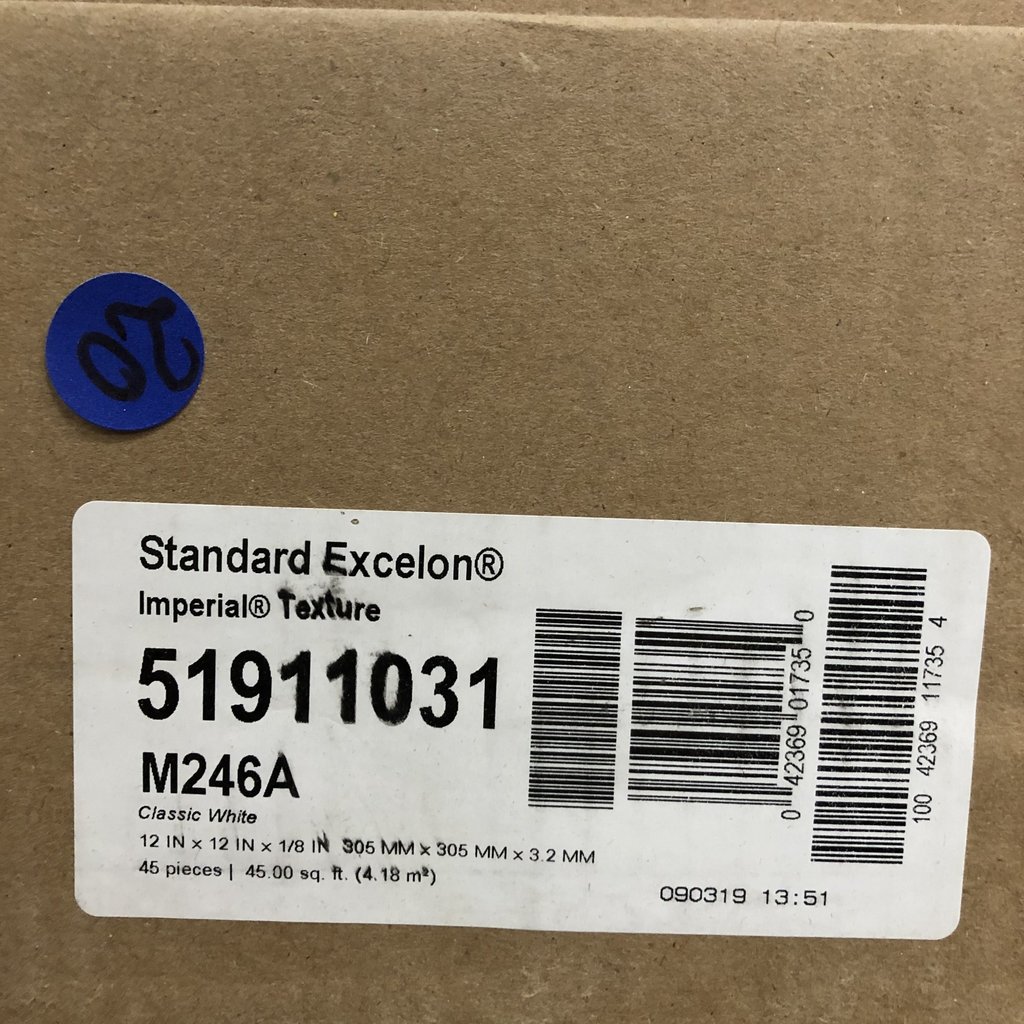 20
Standard Excelon®
Imperial® Texture
51911031
M246A
Classic White
12 IN x 12 IN x 1/8 IN 305 MM x 305 MM x 3.2 MM
45 pieces | 45.00 sq. ft. (4.18 m²)
0 42369 01735 0
100 42369 11735 4
090319 13:51